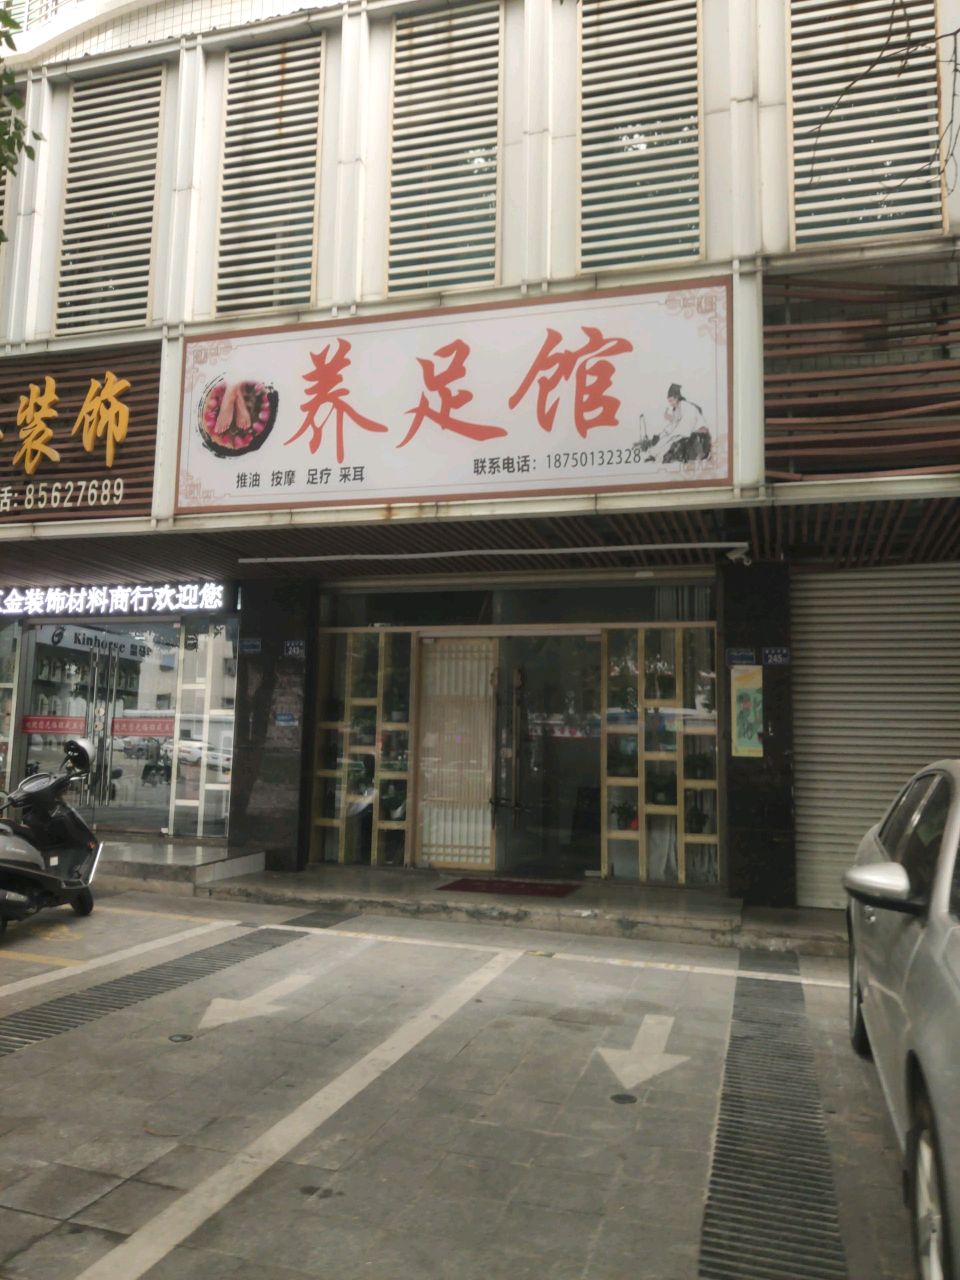 养足馆
推油 按摩 足疗 采耳
联系电话：18750132328
装饰
话：85627689
金装饰材料商行欢迎您
Kinhorse
243
245